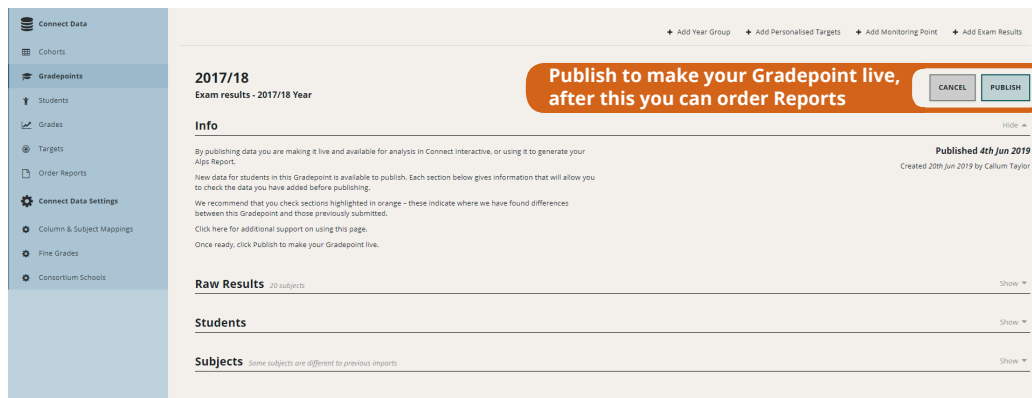 Connect Data
Cohorts
Gradepoints
Students
Grades
Targets
Order Reports
Connect Data Settings
Column & Subject Mappings
Fine Grades
Consortium Schools
+ Add Year Group + Add Personalised Targets + Add Monitoring Point + Add Exam Results
2017/18
Exam results - 2017/18 Year
Publish to make your Gradepoint live,
after this you can order Reports
CANCEL PUBLISH
Info Hide
By publishing data you are making it live and available for analysis in Connect Interactive, or using it to generate your
Alps Report.
New data for students in this Gradepoint is available to publish. Each section below gives information that will allow you
to check the data you have added before publishing.
We recommend that you check sections highlighted in orange – these indicate where we have found differences
between this Gradepoint and those previously submitted.
Click here for additional support on using this page.
Once ready, click Publish to make your Gradepoint live.
Published 4th Jun 2019
Created 20th Jun 2019 by Callum Taylor
Raw Results 20 subjects Show
Students Show
Subjects Some subjects are different to previous imports Show